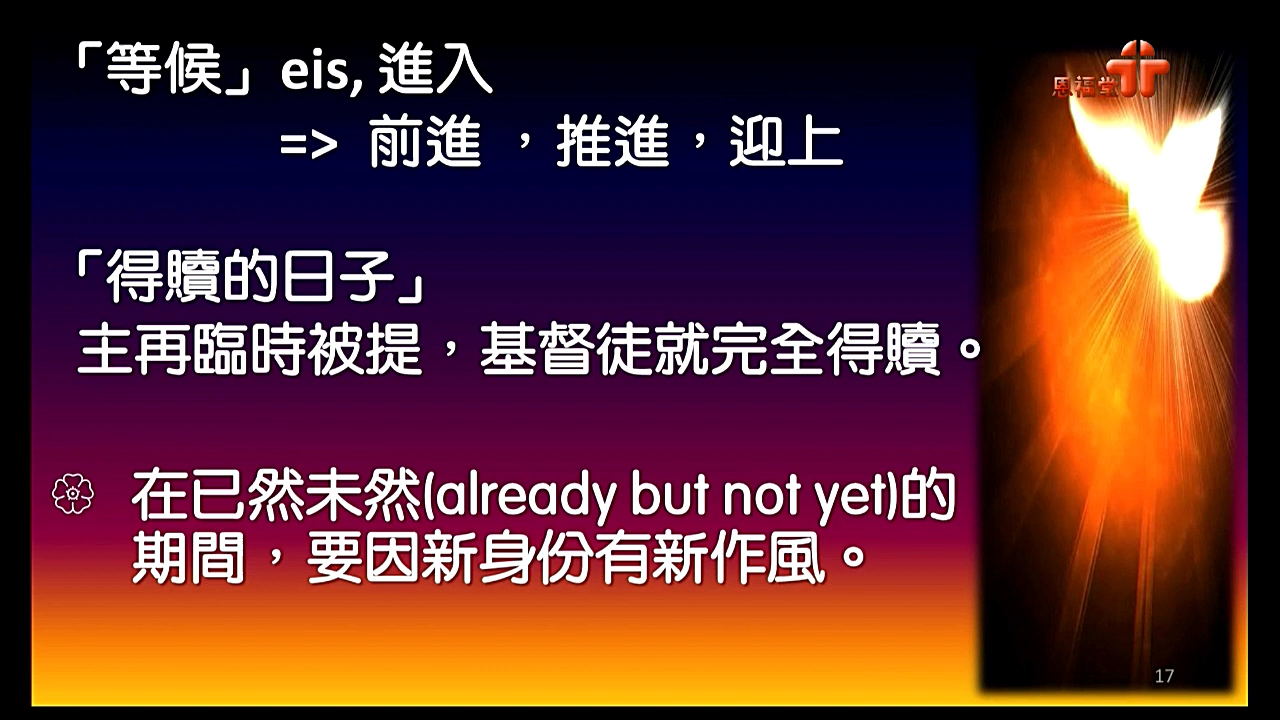 「等候」eis, 進入
=> 前進 ，推進，迎上
「得贖的日子」
主再臨時被提，基督徒就完全得贖。
在已然未然(already but not yet)的
期間，要因新身份有新作風。
恩福堂
17